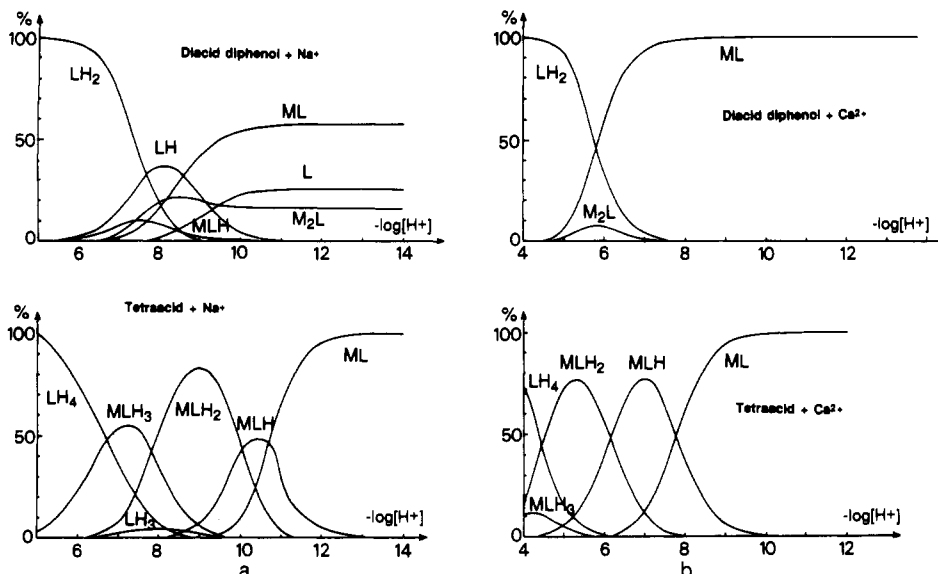 %
100
50
0
Diacid diphenol + Na⁺
LH₂
LH
ML
L
M₂L
MLH
-log[H+]
6 8 10 12 14
%
100
50
0
LH₂
ML
Diacid diphenol + Ca²⁺
M₂L
-log[H+]
4 6 8 10 12
Tetraacid + Na⁺
%
100
50
0
LH₄
MLH₃
MLH₂
MLH
ML
LH₃
-log[H+]
6 8 10 12 14
a
%
100
50
0
LH₄
MLH₂
MLH
ML
Tetraacid + Ca²⁺
MLH₃
-log[H+]
4 6 8 10 12
b